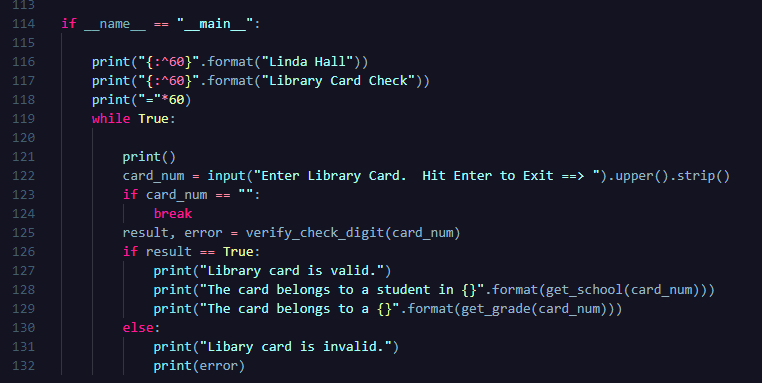 113
114 if __name__ == "__main__":
115
116     print("{:^60}".format("Linda Hall"))
117     print("{:^60}".format("Library Card Check"))
118     print("="*60)
119     while True:
120
121         print()
122         card_num = input("Enter Library Card.  Hit Enter to Exit ==> ").upper().strip()
123         if card_num == "":
124             break
125         result, error = verify_check_digit(card_num)
126         if result == True:
127             print("Library card is valid.")
128             print("The card belongs to a student in {}".format(get_school(card_num)))
129             print("The card belongs to a {}".format(get_grade(card_num)))
130         else:
131             print("Libary card is invalid.")
132             print(error)